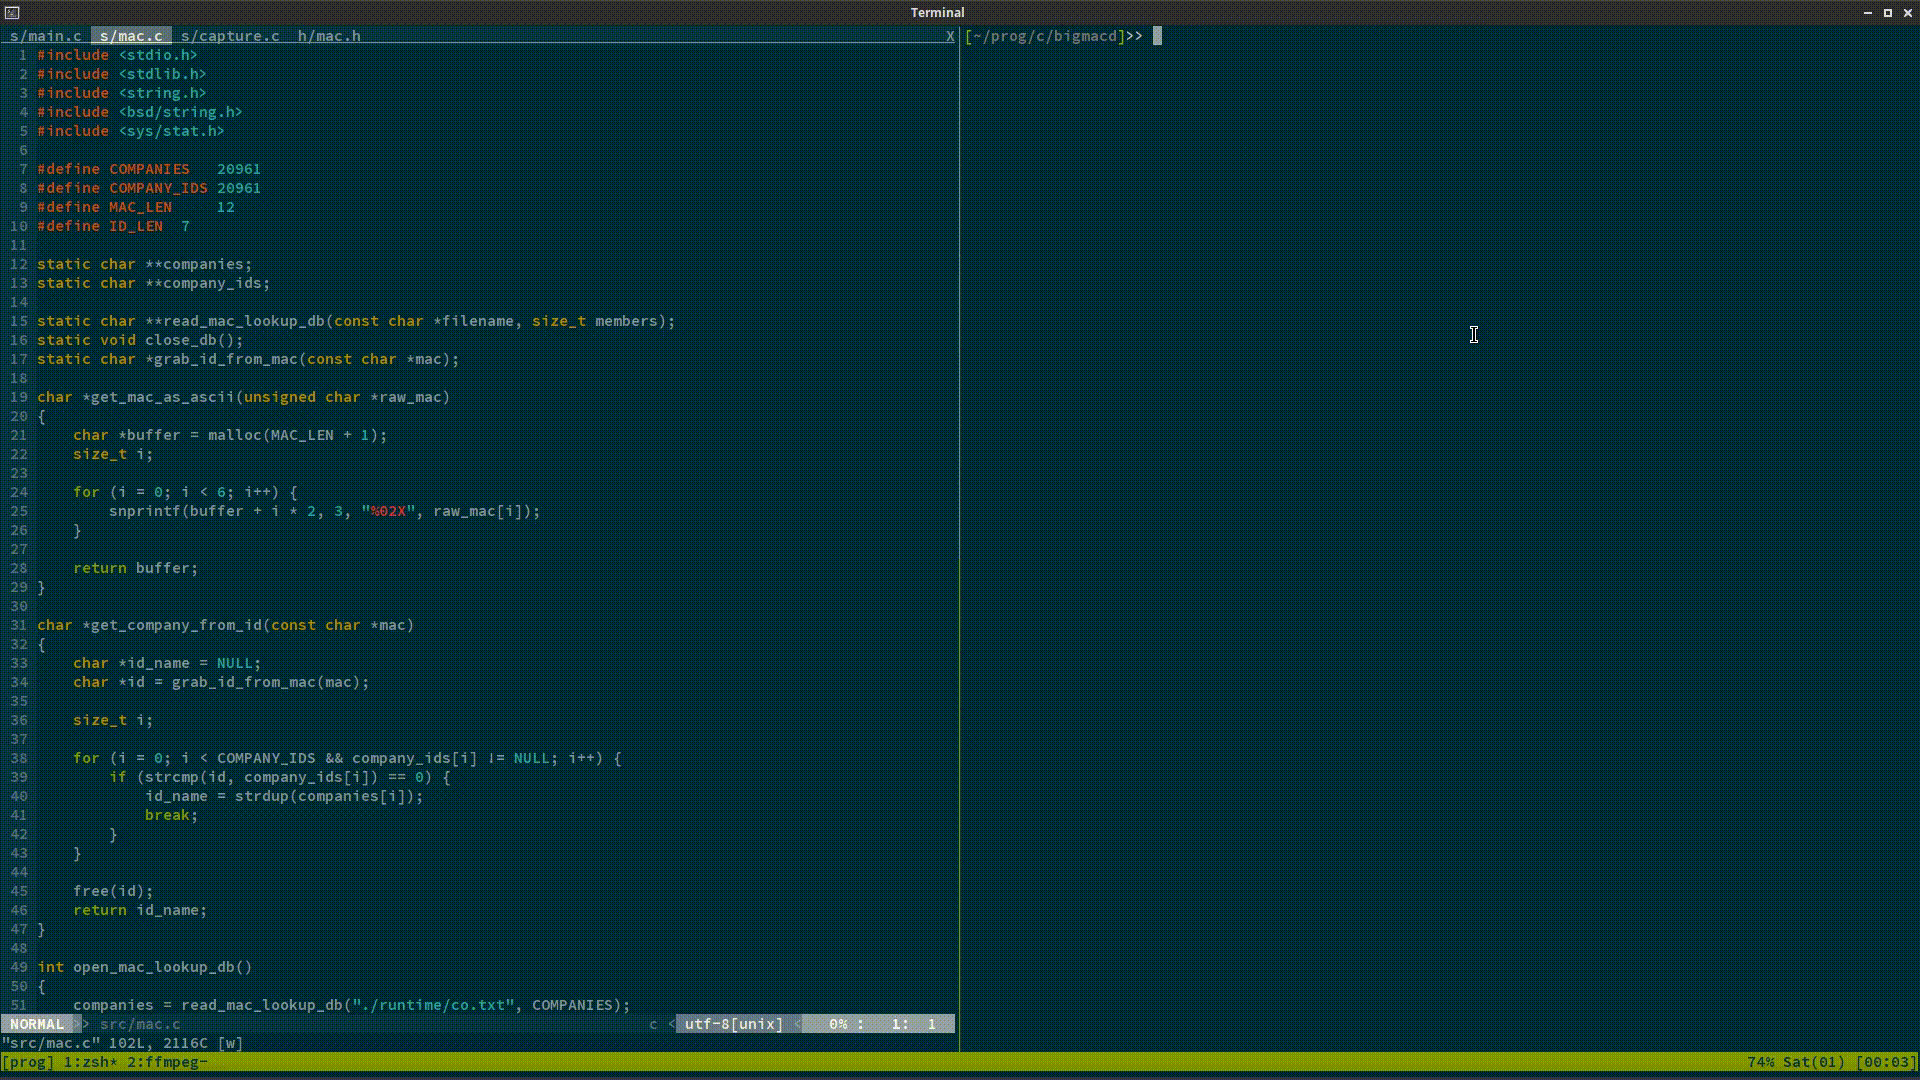 Terminal
s/main.c  s/mac.c  s/capture.c  h/mac.h X
1 #include <stdio.h>
2 #include <stdlib.h>
3 #include <string.h>
4 #include <bsd/string.h>
5 #include <sys/stat.h>
6
7 #define COMPANIES   20961
8 #define COMPANY_IDS 20961
9 #define MAC_LEN     12
10 #define ID_LEN  7
11
12 static char **companies;
13 static char **company_ids;
14
15 static char **read_mac_lookup_db(const char *filename, size_t members);
16 static void close_db();
17 static char *grab_id_from_mac(const char *mac);
18
19 char *get_mac_as_ascii(unsigned char *raw_mac)
20 {
21     char *buffer = malloc(MAC_LEN + 1);
22     size_t i;
23
24     for (i = 0; i < 6; i++) {
25         snprintf(buffer + i * 2, 3, "%02X", raw_mac[i]);
26     }
27
28     return buffer;
29 }
30
31 char *get_company_from_id(const char *mac)
32 {
33     char *id_name = NULL;
34     char *id = grab_id_from_mac(mac);
35
36     size_t i;
37
38     for (i = 0; i < COMPANY_IDS && company_ids[i] != NULL; i++) {
39         if (strcmp(id, company_ids[i]) == 0) {
40             id_name = strdup(companies[i]);
41             break;
42         }
43     }
44
45     free(id);
46     return id_name;
47 }
48
49 int open_mac_lookup_db()
50 {
51     companies = read_mac_lookup_db("./runtime/co.txt", COMPANIES);
NORMAL >> src/mac.c c < utf-8[unix] < 0% :   1:  1
"src/mac.c" 102L, 2116C [w]
[~/prog/c/bigmacd]>>
[prog] 1:zsh* 2:ffmpeg- 74% Sat(01) [00:03]